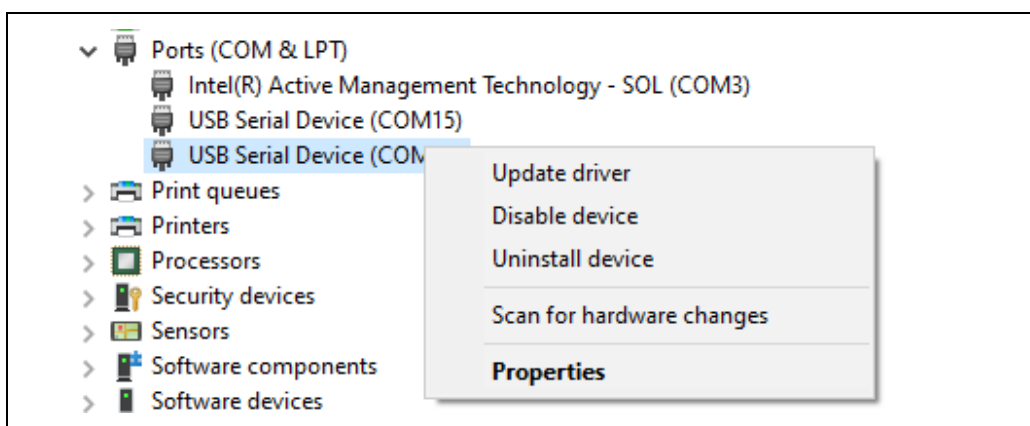 Ports (COM & LPT)
Intel(R) Active Management Technology - SOL (COM3)
USB Serial Device (COM15)
USB Serial Device (COM
Print queues
Printers
Processors
Security devices
Sensors
Software components
Software devices
Update driver
Disable device
Uninstall device
Scan for hardware changes
Properties